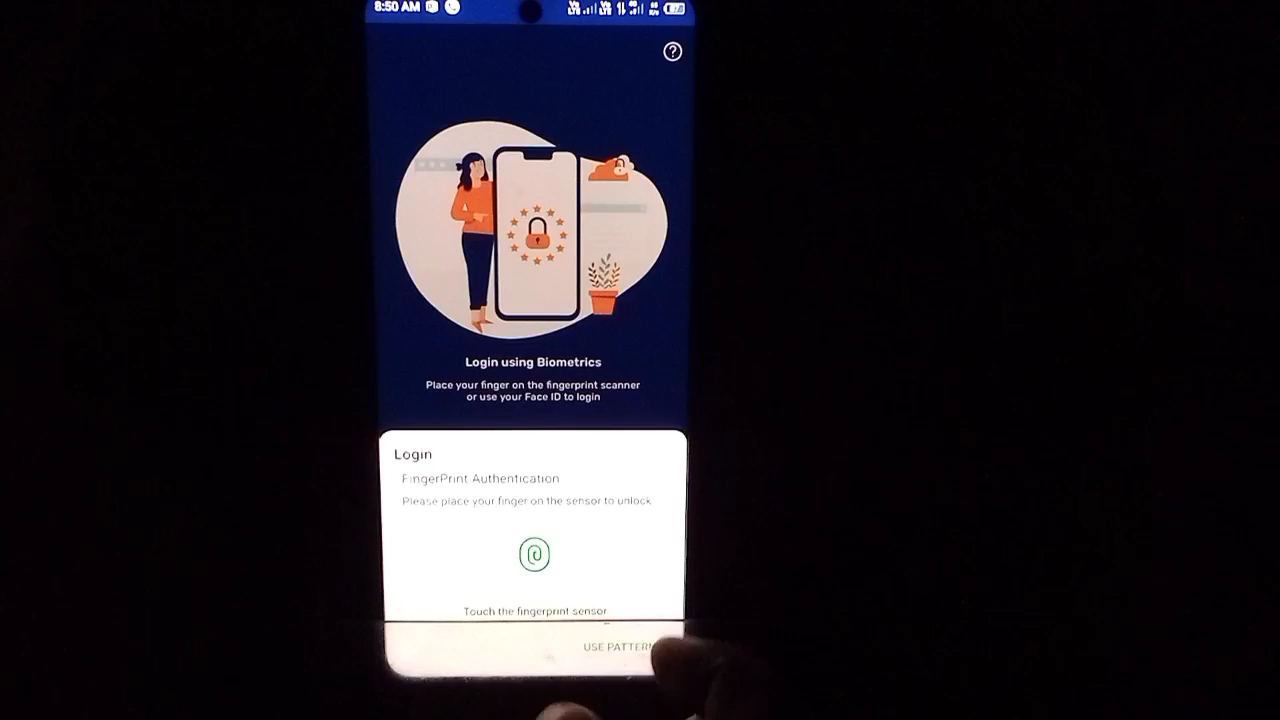 8:50 AM
Login using Biometrics
Place your finger on the fingerprint scanner
or use your Face ID to login
Login
FingerPrint Authentication
Please place your finger on the sensor to unlock
Touch the fingerprint sensor
USE PATTERN